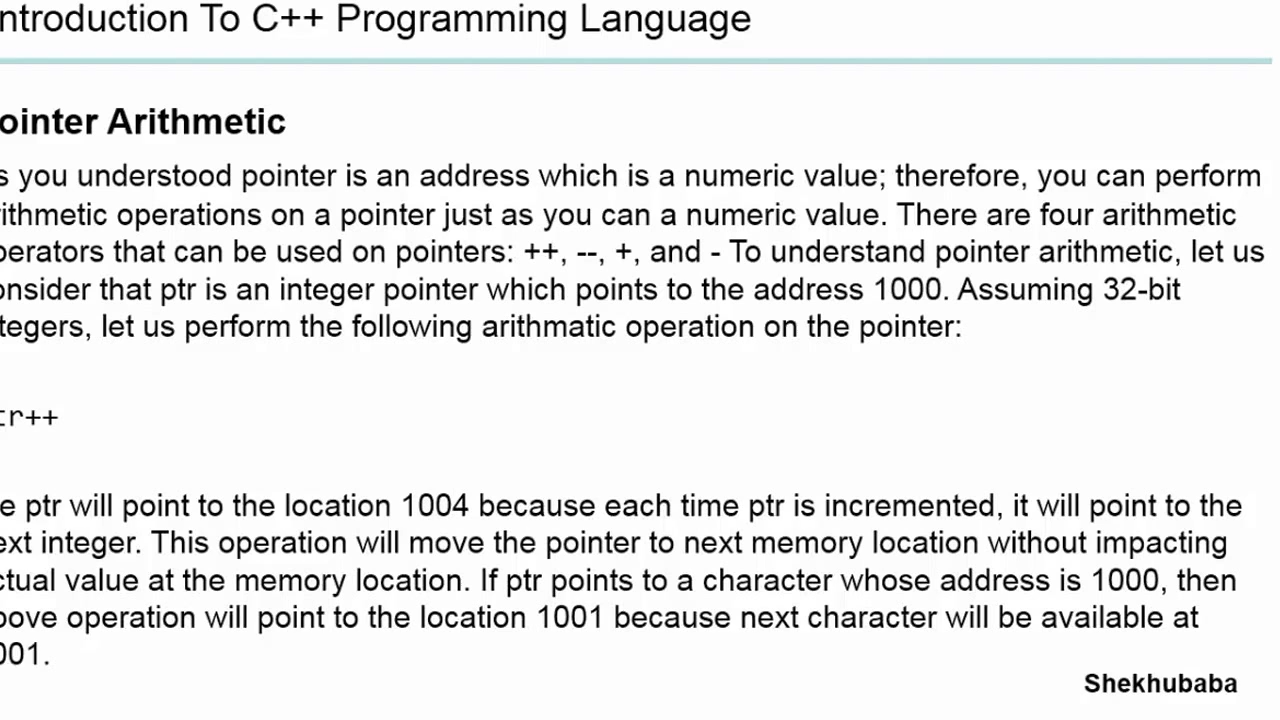 ntroduction To C++ Programming Language
ointer Arithmetic
s you understood pointer is an address which is a numeric value; therefore, you can perform
rithmetic operations on a pointer just as you can a numeric value. There are four arithmetic
perators that can be used on pointers: ++, --, +, and - To understand pointer arithmetic, let us
onsider that ptr is an integer pointer which points to the address 1000. Assuming 32-bit
tegers, let us perform the following arithmatic operation on the pointer:
tr++
e ptr will point to the location 1004 because each time ptr is incremented, it will point to the
ext integer. This operation will move the pointer to next memory location without impacting
ctual value at the memory location. If ptr points to a character whose address is 1000, then
bove operation will point to the location 1001 because next character will be available at
001.
Shekhubaba